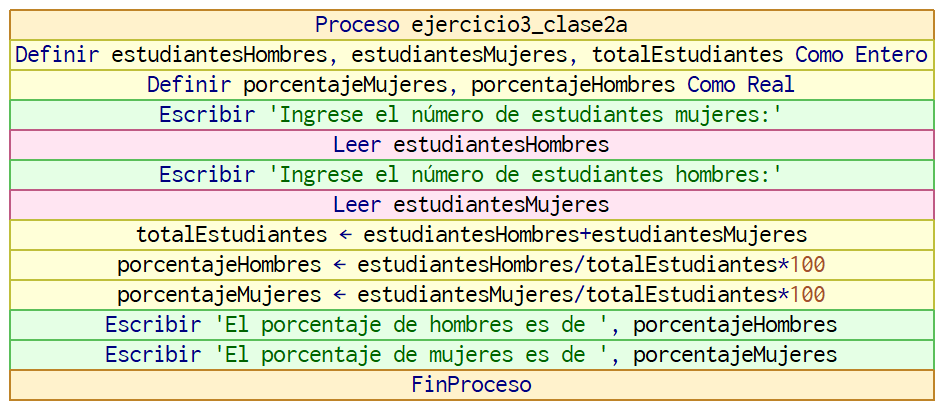 Proceso ejercicio3_clase2a
Definir estudiantesHombres, estudiantesMujeres, totalEstudiantes Como Entero
Definir porcentajeMujeres, porcentajeHombres Como Real
Escribir 'Ingrese el número de estudiantes mujeres:'
Leer estudiantesHombres
Escribir 'Ingrese el número de estudiantes hombres:'
Leer estudiantesMujeres
totalEstudiantes ← estudiantesHombres+estudiantesMujeres
porcentajeHombres ← estudiantesHombres/totalEstudiantes*100
porcentajeMujeres ← estudiantesMujeres/totalEstudiantes*100
Escribir 'El porcentaje de hombres es de ', porcentajeHombres
Escribir 'El porcentaje de mujeres es de ', porcentajeMujeres
FinProceso